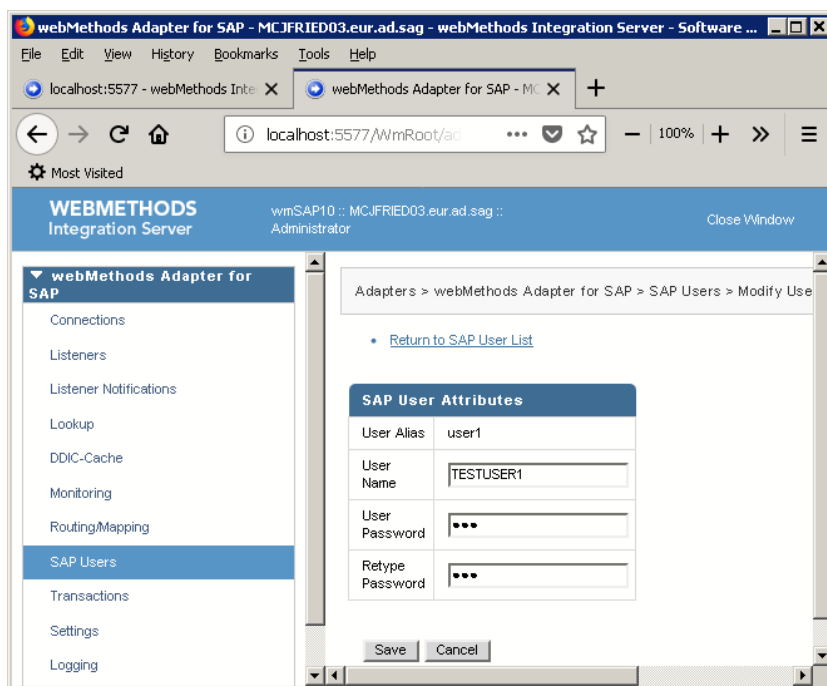 webMethods Adapter for SAP - MCJFRIED03.eur.ad.sag - webMethods Integration Server - Software ...
File Edit View History Bookmarks Tools Help
localhost:5577 - webMethods Inte
webMethods Adapter for SAP - MC
localhost:5577/WmRoot/ad
100%
Most Visited
WEBMETHODS
Integration Server
wmSAP10 :: MCJFRIED03.eur.ad.sag ::
Administrator
Close Window
webMethods Adapter for
SAP
Connections
Listeners
Listener Notifications
Lookup
DDIC-Cache
Monitoring
Routing/Mapping
SAP Users
Transactions
Settings
Logging
Adapters > webMethods Adapter for SAP > SAP Users > Modify Use
Return to SAP User List
SAP User Attributes
User Alias user1
User
Name
TESTUSER1
User
Password
•••
Retype
Password
•••
Save Cancel